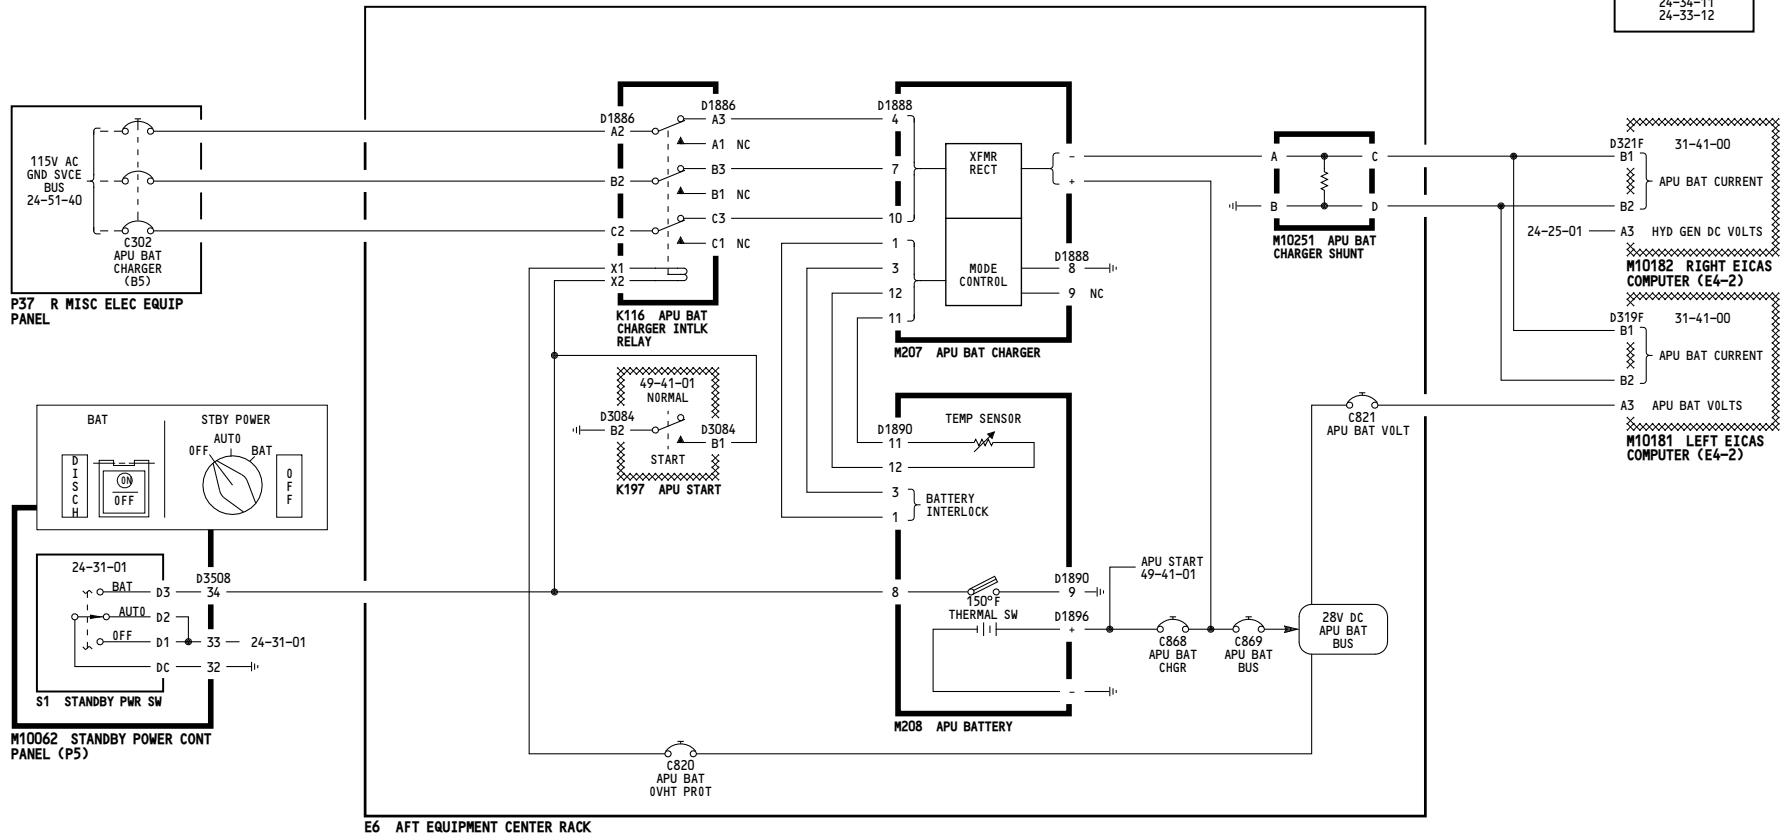 24-34-11
24-33-12
115V AC
GND SVCE
BUS
24-51-40
C302
APU BAT
CHARGER
(B5)
P37 R MISC ELEC EQUIP
PANEL
D1886
A2
B2
C2
X1
X2
D1886
A3
A1 NC
B3
B1 NC
C3
C1 NC
K116 APU BAT
CHARGER INTLK
RELAY
D1888
4
7
10
1
3
12
11
XFMR
RECT
MODE
CONTROL
-
+
D1888
8
9 NC
M207 APU BAT CHARGER
A
B
C
D
M10251 APU BAT
CHARGER SHUNT
D321F
31-41-00
B1
APU BAT CURRENT
B2
24-25-01
A3 HYD GEN DC VOLTS
M10182 RIGHT EICAS
COMPUTER (E4-2)
D319F
31-41-00
B1
APU BAT CURRENT
B2
A3 APU BAT VOLTS
M10181 LEFT EICAS
COMPUTER (E4-2)
C821
APU BAT VOLT
49-41-01
NORMAL
D3084
B2
D3084
B1
START
K197 APU START
BAT
STBY POWER
DISCH
ON
OFF
OFF
AUTO
BAT
OFF
24-31-01
BAT
D3
AUTO
D2
OFF
D1
DC
D3508
34
33
24-31-01
32
S1 STANDBY PWR SW
M10062 STANDBY POWER CONT
PANEL (P5)
D1890
11
12
3
1
TEMP SENSOR
BATTERY
INTERLOCK
8
150°F
THERMAL SW
D1890
9
D1896
+
-
M208 APU BATTERY
APU START
49-41-01
C868
APU BAT
CHGR
C869
APU BAT
BUS
28V DC
APU BAT
BUS
C820
APU BAT
OVHT PROT
E6 AFT EQUIPMENT CENTER RACK